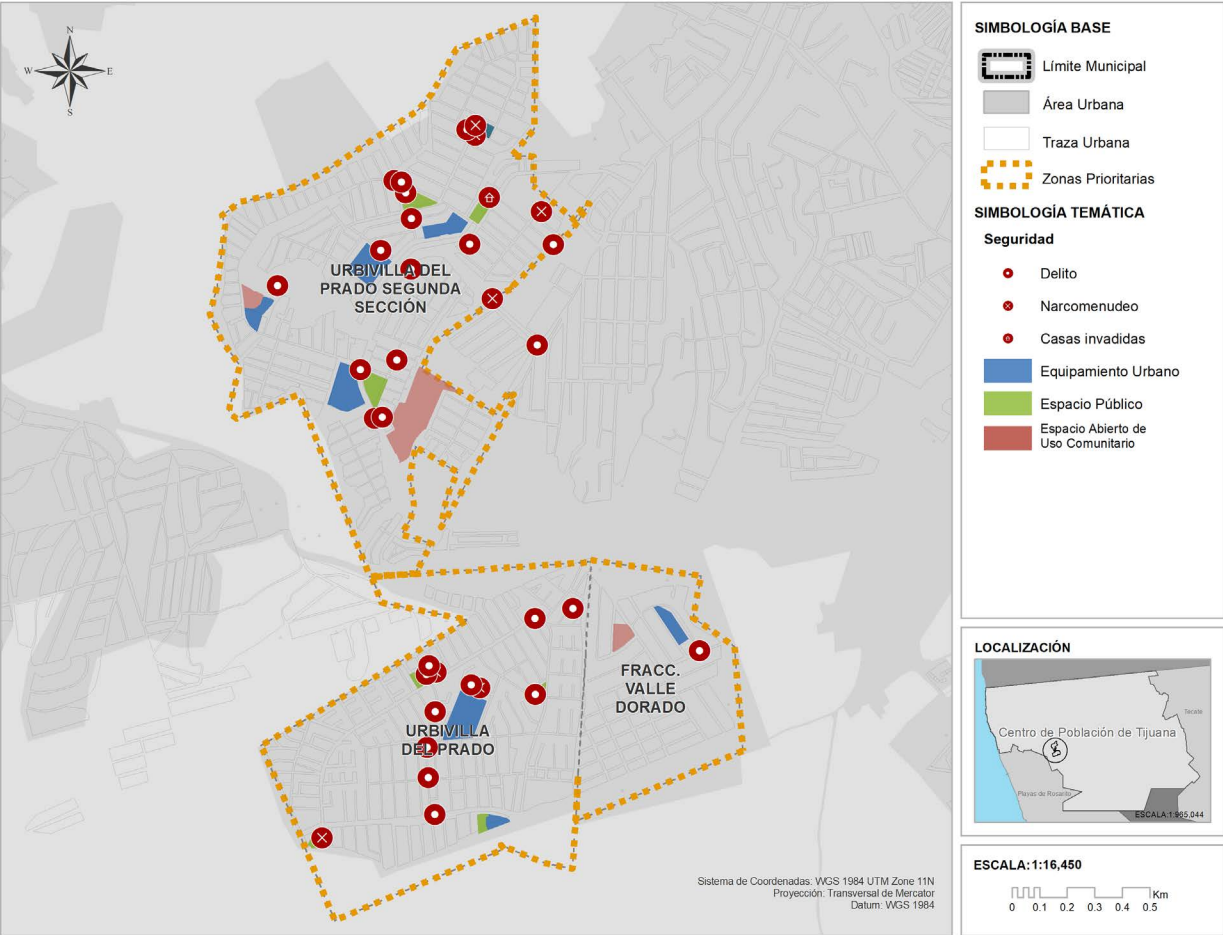 N
W
E
S
URBIVILLA DEL
PRADO SEGUNDA
SECCIÓN
FRACC.
VALLE
DORADO
URBIVILLA
DEL PRADO
Sistema de Coordenadas: WGS 1984 UTM Zone 11N
Proyección: Transversal de Mercator
Datum: WGS 1984
SIMBOLOGÍA BASE
Límite Municipal
Área Urbana
Traza Urbana
Zonas Prioritarias
SIMBOLOGÍA TEMÁTICA
Seguridad
Delito
Narcomenudeo
Casas invadidas
Equipamiento Urbano
Espacio Público
Espacio Abierto de
Uso Comunitario
LOCALIZACIÓN
Tecate
Centro de Población de Tijuana
Playas de Rosarito
ESCALA:1:965,044
ESCALA:1:16,450
Km
0 0.1 0.2 0.3 0.4 0.5